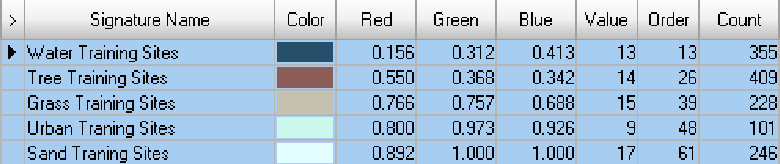 > Signature Name Color Red Green Blue Value Order Count
Water Training Sites 0.156 0.312 0.413 13 13 355
Tree Training Sites 0.550 0.368 0.342 14 26 409
Grass Training Sites 0.766 0.757 0.688 15 39 228
Urban Traning Sites 0.800 0.973 0.926 9 48 101
Sand Traning Sites 0.892 1.000 1.000 17 61 246